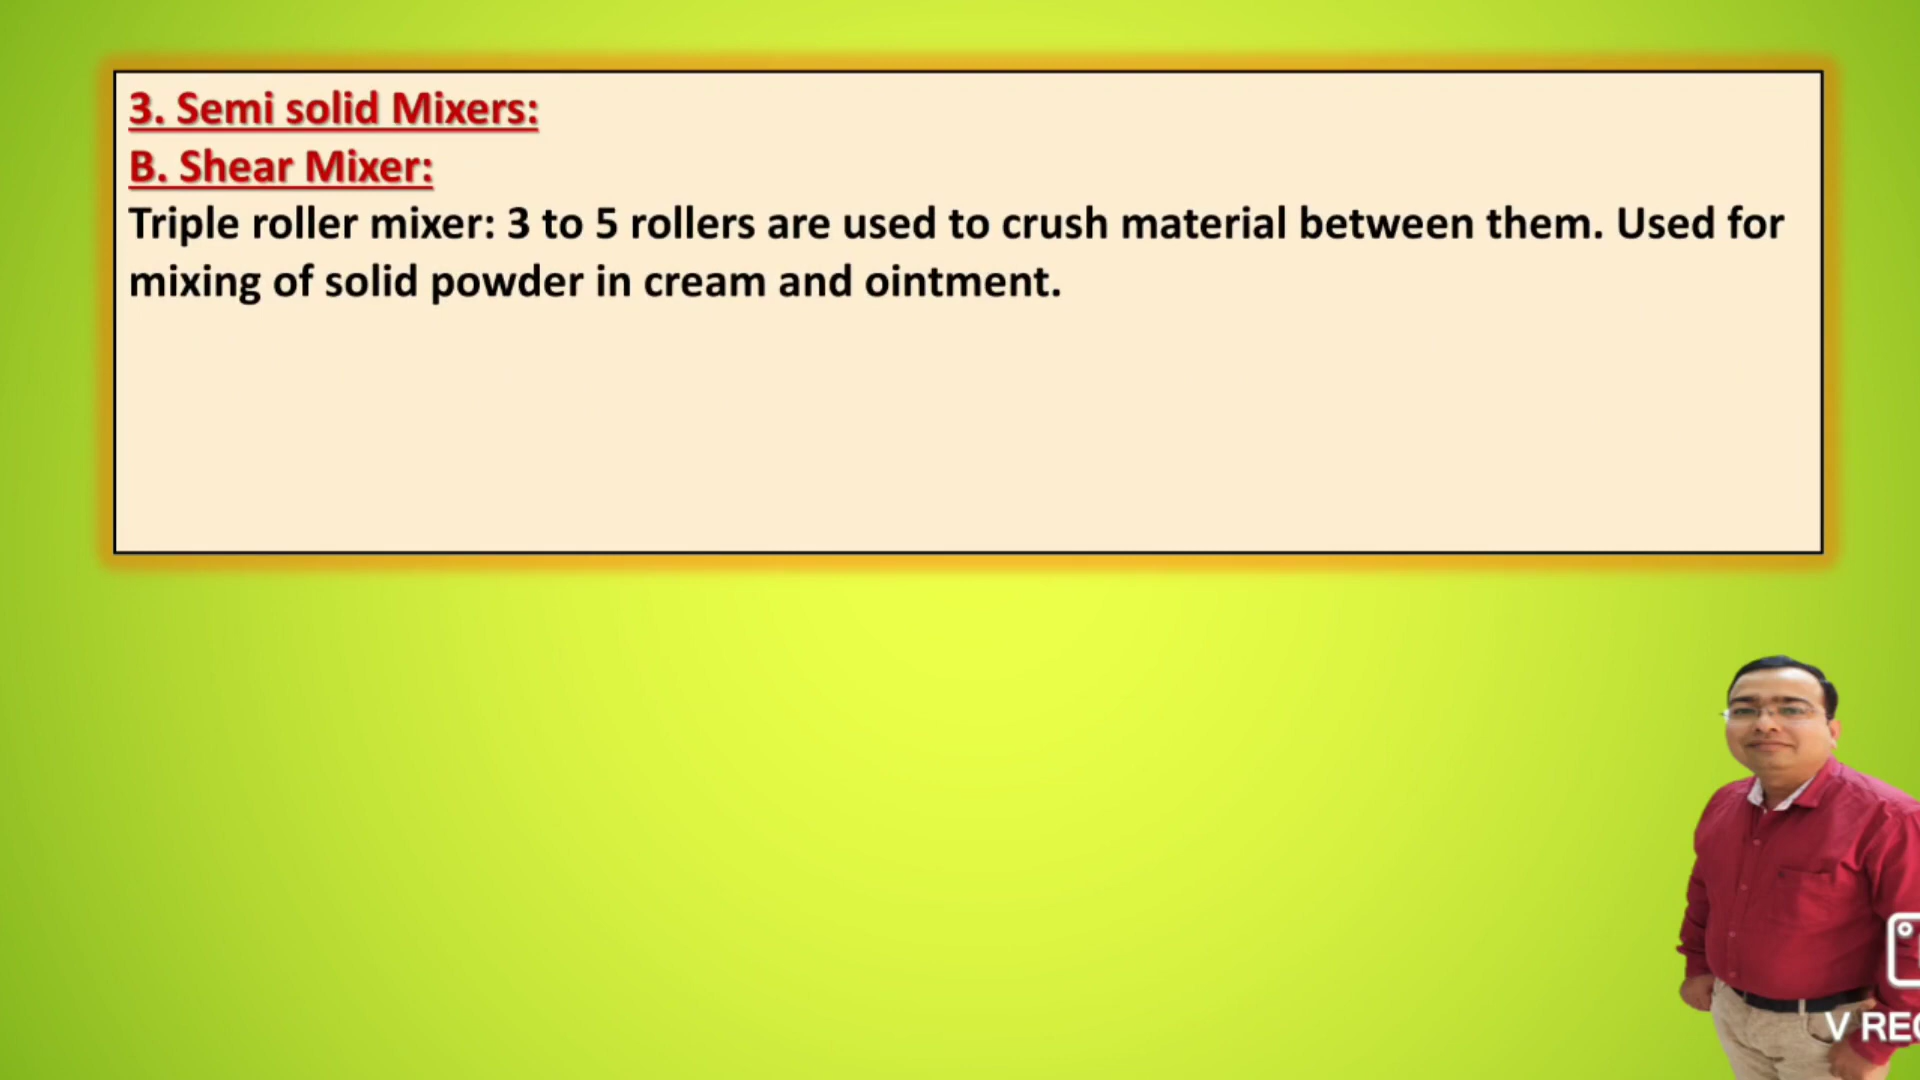 3. Semi solid Mixers:
B. Shear Mixer:
Triple roller mixer: 3 to 5 rollers are used to crush material between them. Used for
mixing of solid powder in cream and ointment.
V REC